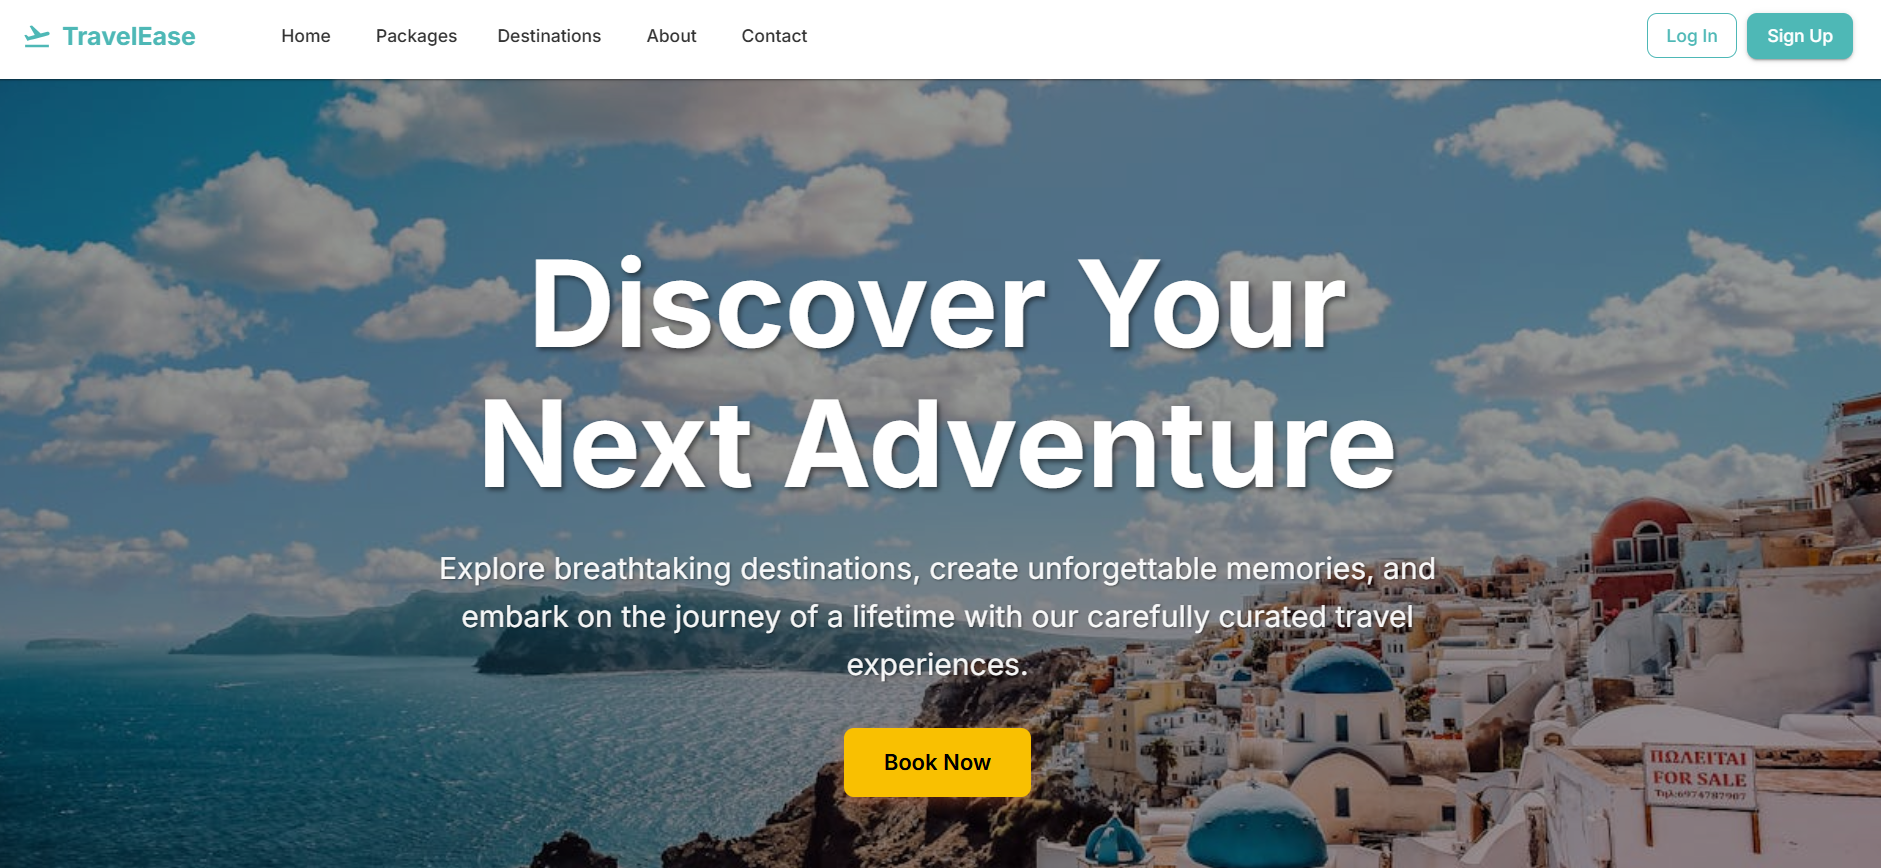 TravelEase
Home Packages Destinations About Contact
Log In Sign Up
Discover Your
Next Adventure
Explore breathtaking destinations, create unforgettable memories, and
embark on the journey of a lifetime with our carefully curated travel
experiences.
Book Now
ΠΩΛΕΙΤΑΙ
FOR SALE
Τηλ:6974787907